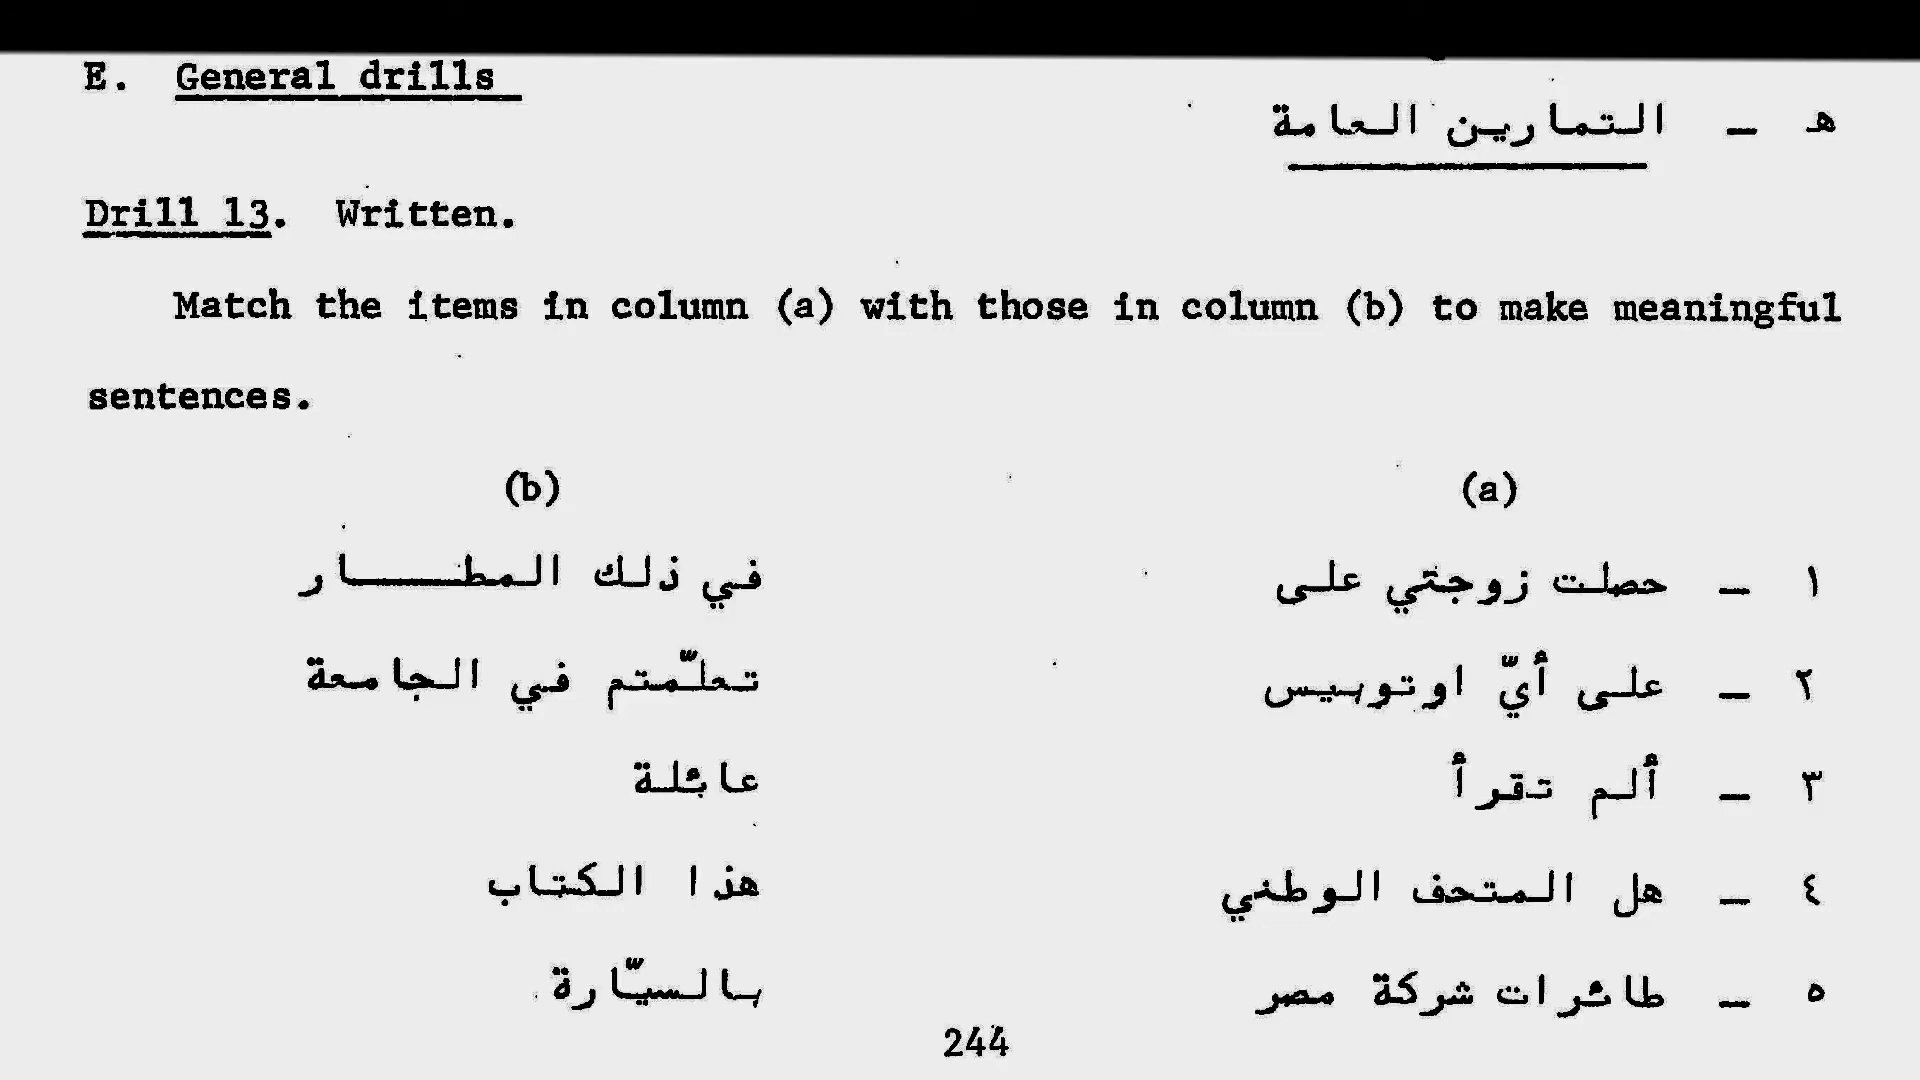 E. General drills
هـ ـ التمارين العامة
Drill 13. Written.
Match the items in column (a) with those in column (b) to make meaningful
sentences.
(a) (b)
١ ـ حصلت زوجتي على في ذلك المطــــار
٢ ـ على أيّ اوتوبيس تعلّمتم في الجامعة
٣ ـ ألم تقرأ عائلة
٤ ـ هل المتحف الوطني هذا الكتاب
٥ ـ طائرات شركة مصر بالسيّارة
244